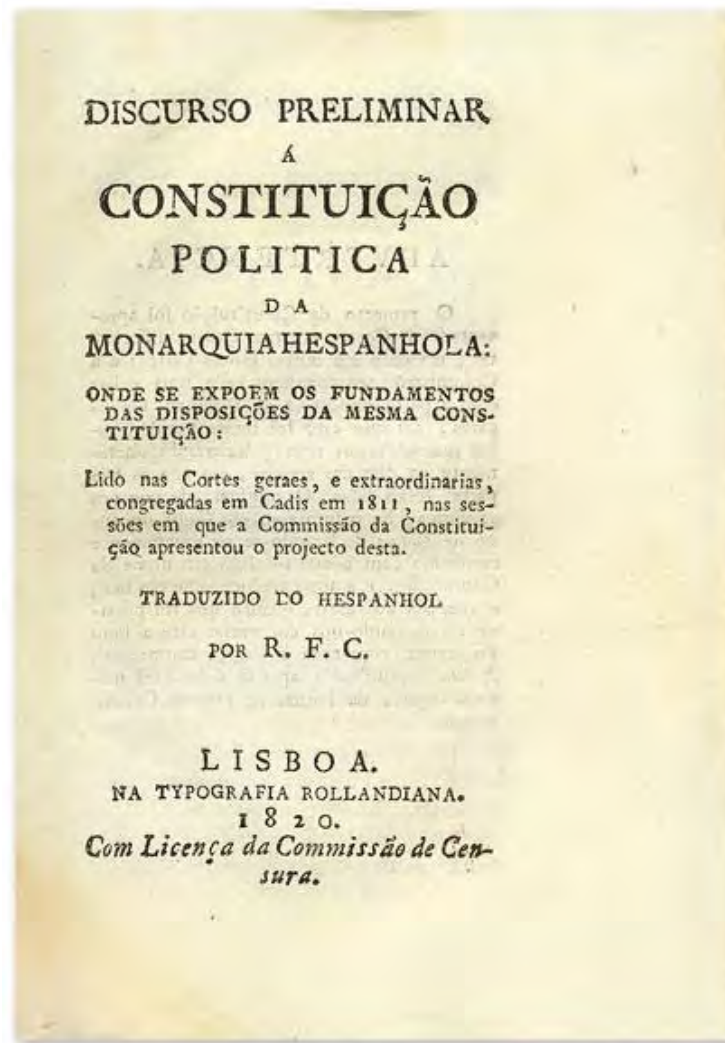 DISCURSO PRELIMINAR
Á
CONSTITUIÇÃO
POLITICA
DA
MONARQUIA HESPANHOLA:
ONDE SE EXPOEM OS FUNDAMENTOS
DAS DISPOSIÇÕES DA MESMA CONS-
TITUIÇÃO:
Lido nas Cortes geraes, e extraordinarias,
congregadas em Cadis em 1811, nas ses-
sões em que a Commissão da Constitui-
ção apresentou o projecto desta.
TRADUZIDO DO HESPANHOL
POR R. F. C.
LISBOA.
NA TYPOGRAFIA ROLLANDIANA.
1820.
Com Licença da Commissão de Cen-
sura.